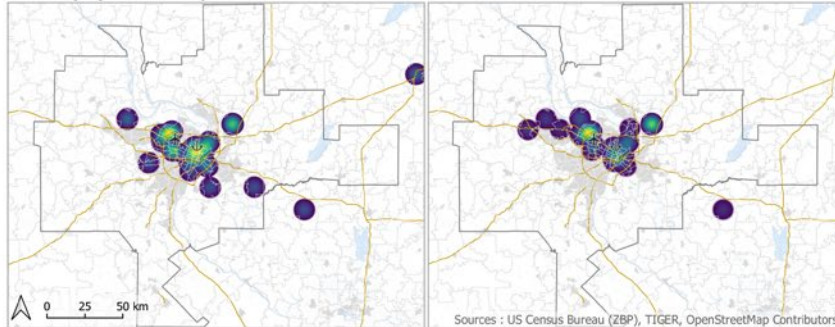 0 25 50 km
Sources : US Census Bureau (ZBP), TIGER, OpenStreetMap Contributors